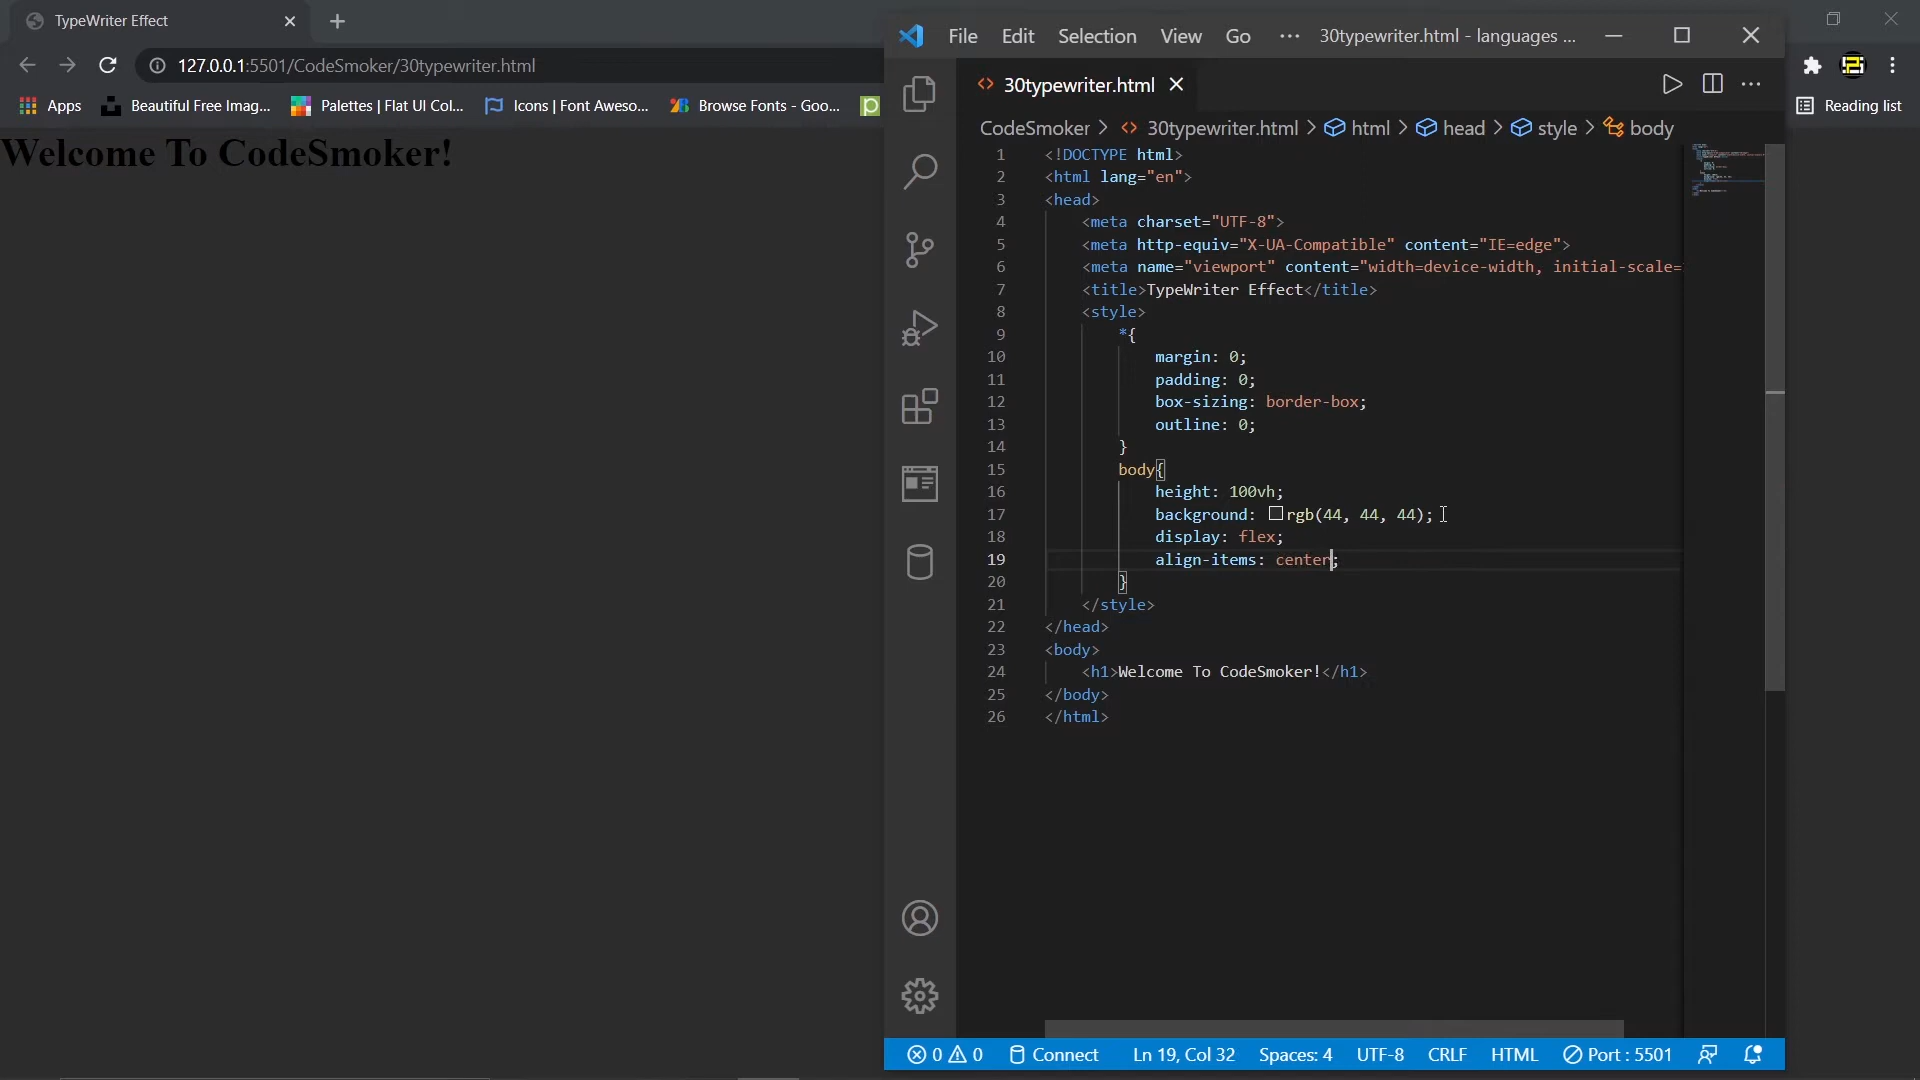 TypeWriter Effect
127.0.0.1:5501/CodeSmoker/30typewriter.html
Apps Beautiful Free Imag... Palettes | Flat UI Col... Icons | Font Aweso... Browse Fonts - Goo...
Reading list
Welcome To CodeSmoker!
File Edit Selection View Go ··· 30typewriter.html - languages ...
30typewriter.html
CodeSmoker > 30typewriter.html > html > head > style > body
1 <!DOCTYPE html>
2 <html lang="en">
3 <head>
4 <meta charset="UTF-8">
5 <meta http-equiv="X-UA-Compatible" content="IE=edge">
6 <meta name="viewport" content="width=device-width, initial-scale=
7 <title>TypeWriter Effect</title>
8 <style>
9 *{
10 margin: 0;
11 padding: 0;
12 box-sizing: border-box;
13 outline: 0;
14 }
15 body{
16 height: 100vh;
17 background: rgb(44, 44, 44);
18 display: flex;
19 align-items: center;
20 }
21 </style>
22 </head>
23 <body>
24 <h1>Welcome To CodeSmoker!</h1>
25 </body>
26 </html>
0 0 Connect Ln 19, Col 32 Spaces: 4 UTF-8 CRLF HTML Port : 5501